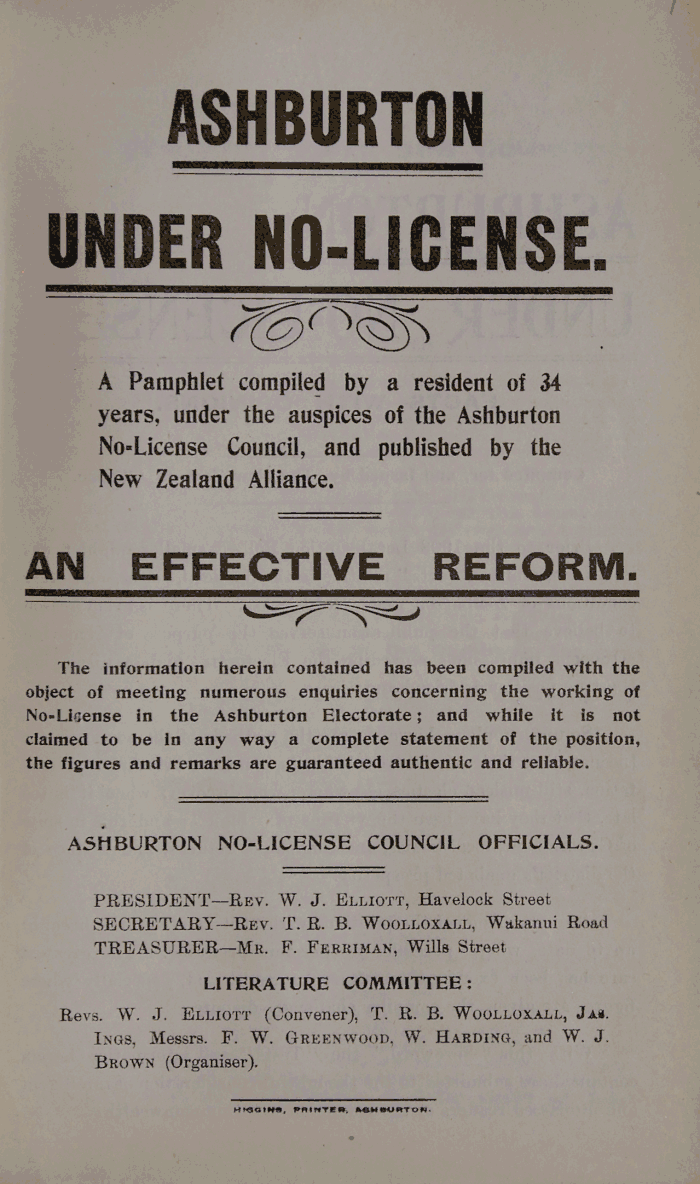 ASHBURTON
UNDER NO-LICENSE.
A Pamphlet compiled by a resident of 34
years, under the auspices of the Ashburton
No-License Council, and published by the
New Zealand Alliance.
AN EFFECTIVE REFORM.
The information herein contained has been compiled with the
object of meeting numerous enquiries concerning the working of
No-License in the Ashburton Electorate; and while it is not
claimed to be in any way a complete statement of the position,
the figures and remarks are guaranteed authentic and reliable.
ASHBURTON NO-LICENSE COUNCIL OFFICIALS.
PRESIDENT—REV. W. J. ELLIOTT, Havelock Street
SECRETARY—REV. T. R. B. WOOLLOXALL, Wakanui Road
TREASURER—MR. F. FERRIMAN, Wills Street
LITERATURE COMMITTEE:
Revs. W. J. ELLIOTT (Convener), T. R. B. WOOLLOXALL, JAS.
INGS, Messrs. F. W. GREENWOOD, W. HARDING, and W. J.
BROWN (Organiser).
HIGGINS, PRINTER, ASHBURTON.